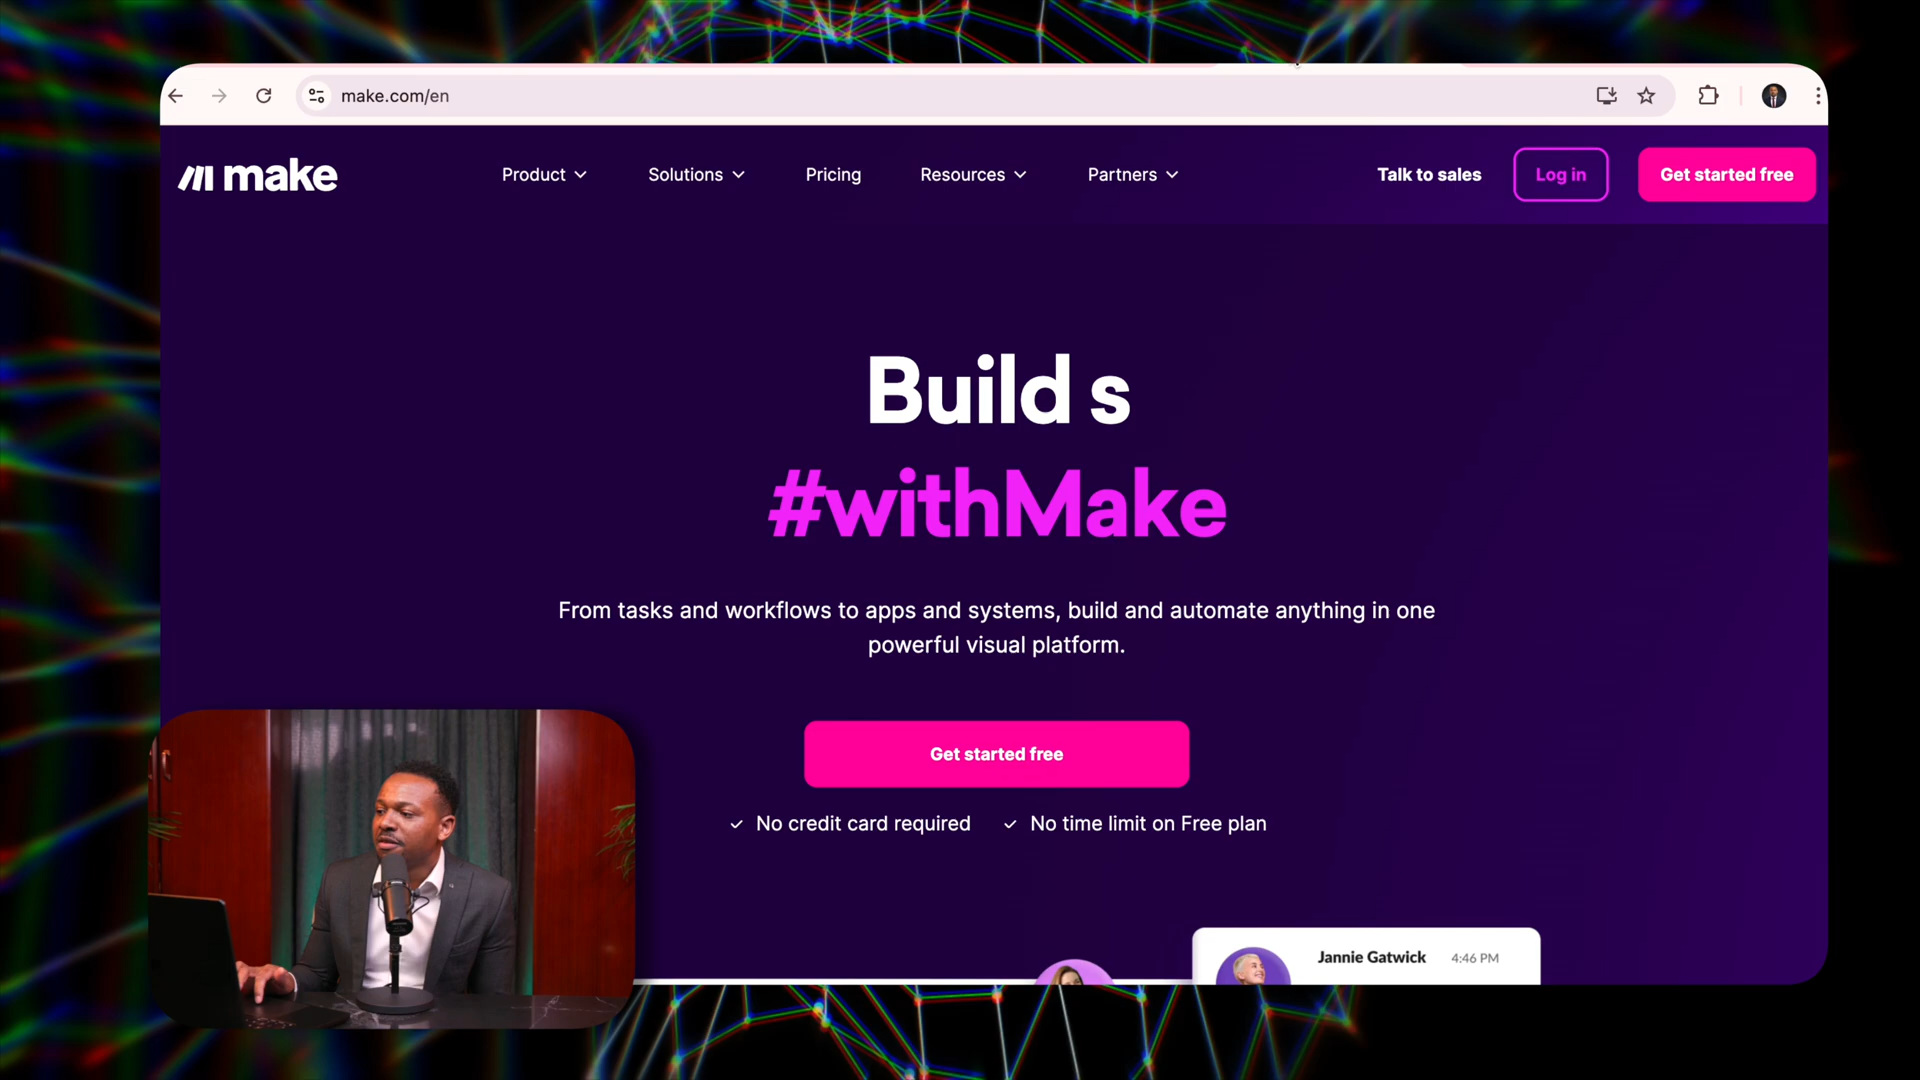 make.com/en
make
Product
Solutions
Pricing
Resources
Partners
Talk to sales
Log in
Get started free
Build s
#withMake
From tasks and workflows to apps and systems, build and automate anything in one
powerful visual platform.
Get started free
No credit card required
No time limit on Free plan
Jannie Gatwick 4:46 PM